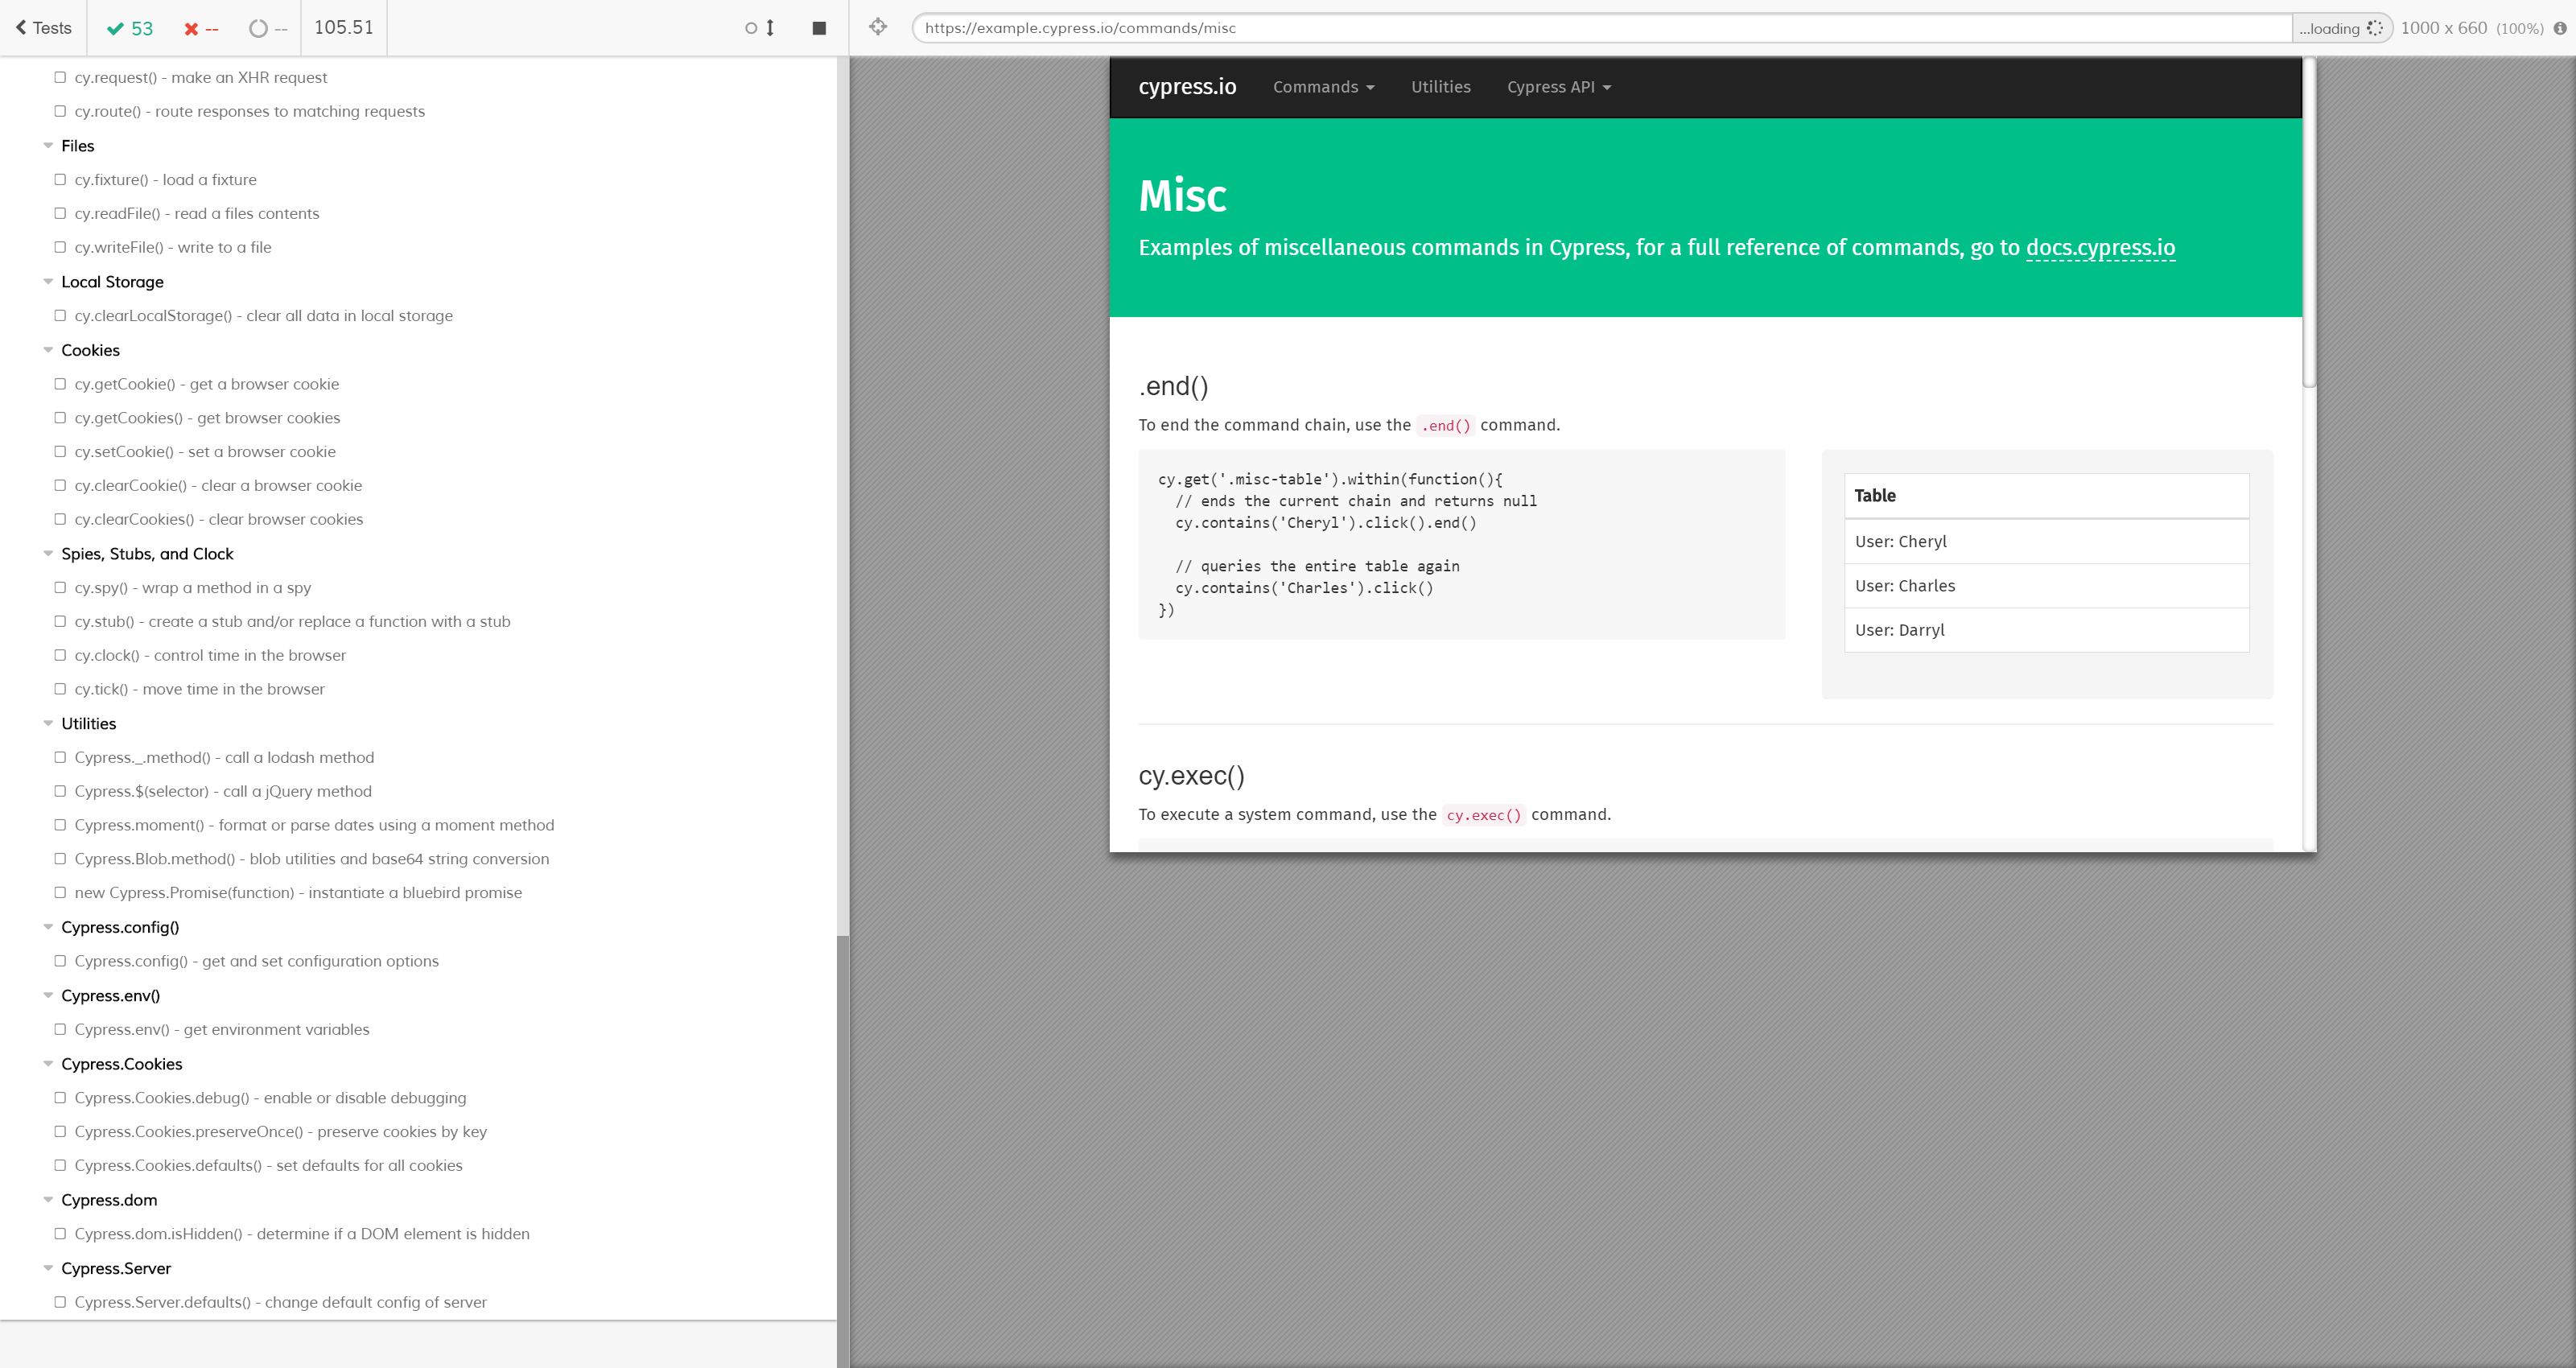 Tests 53 -- -- 105.51
cy.request() - make an XHR request
cy.route() - route responses to matching requests
Files
cy.fixture() - load a fixture
cy.readFile() - read a files contents
cy.writeFile() - write to a file
Local Storage
cy.clearLocalStorage() - clear all data in local storage
Cookies
cy.getCookie() - get a browser cookie
cy.getCookies() - get browser cookies
cy.setCookie() - set a browser cookie
cy.clearCookie() - clear a browser cookie
cy.clearCookies() - clear browser cookies
Spies, Stubs, and Clock
cy.spy() - wrap a method in a spy
cy.stub() - create a stub and/or replace a function with a stub
cy.clock() - control time in the browser
cy.tick() - move time in the browser
Utilities
Cypress._.method() - call a lodash method
Cypress.$(selector) - call a jQuery method
Cypress.moment() - format or parse dates using a moment method
Cypress.Blob.method() - blob utilities and base64 string conversion
new Cypress.Promise(function) - instantiate a bluebird promise
Cypress.config()
Cypress.config() - get and set configuration options
Cypress.env()
Cypress.env() - get environment variables
Cypress.Cookies
Cypress.Cookies.debug() - enable or disable debugging
Cypress.Cookies.preserveOnce() - preserve cookies by key
Cypress.Cookies.defaults() - set defaults for all cookies
Cypress.dom
Cypress.dom.isHidden() - determine if a DOM element is hidden
Cypress.Server
Cypress.Server.defaults() - change default config of server
https://example.cypress.io/commands/misc ...loading 1000 x 660 (100%)
cypress.io Commands Utilities Cypress API
Misc
Examples of miscellaneous commands in Cypress, for a full reference of commands, go to docs.cypress.io
.end()
To end the command chain, use the .end() command.
cy.get('.misc-table').within(function(){
// ends the current chain and returns null
cy.contains('Cheryl').click().end()
// queries the entire table again
cy.contains('Charles').click()
})
Table
User: Cheryl
User: Charles
User: Darryl
cy.exec()
To execute a system command, use the cy.exec() command.